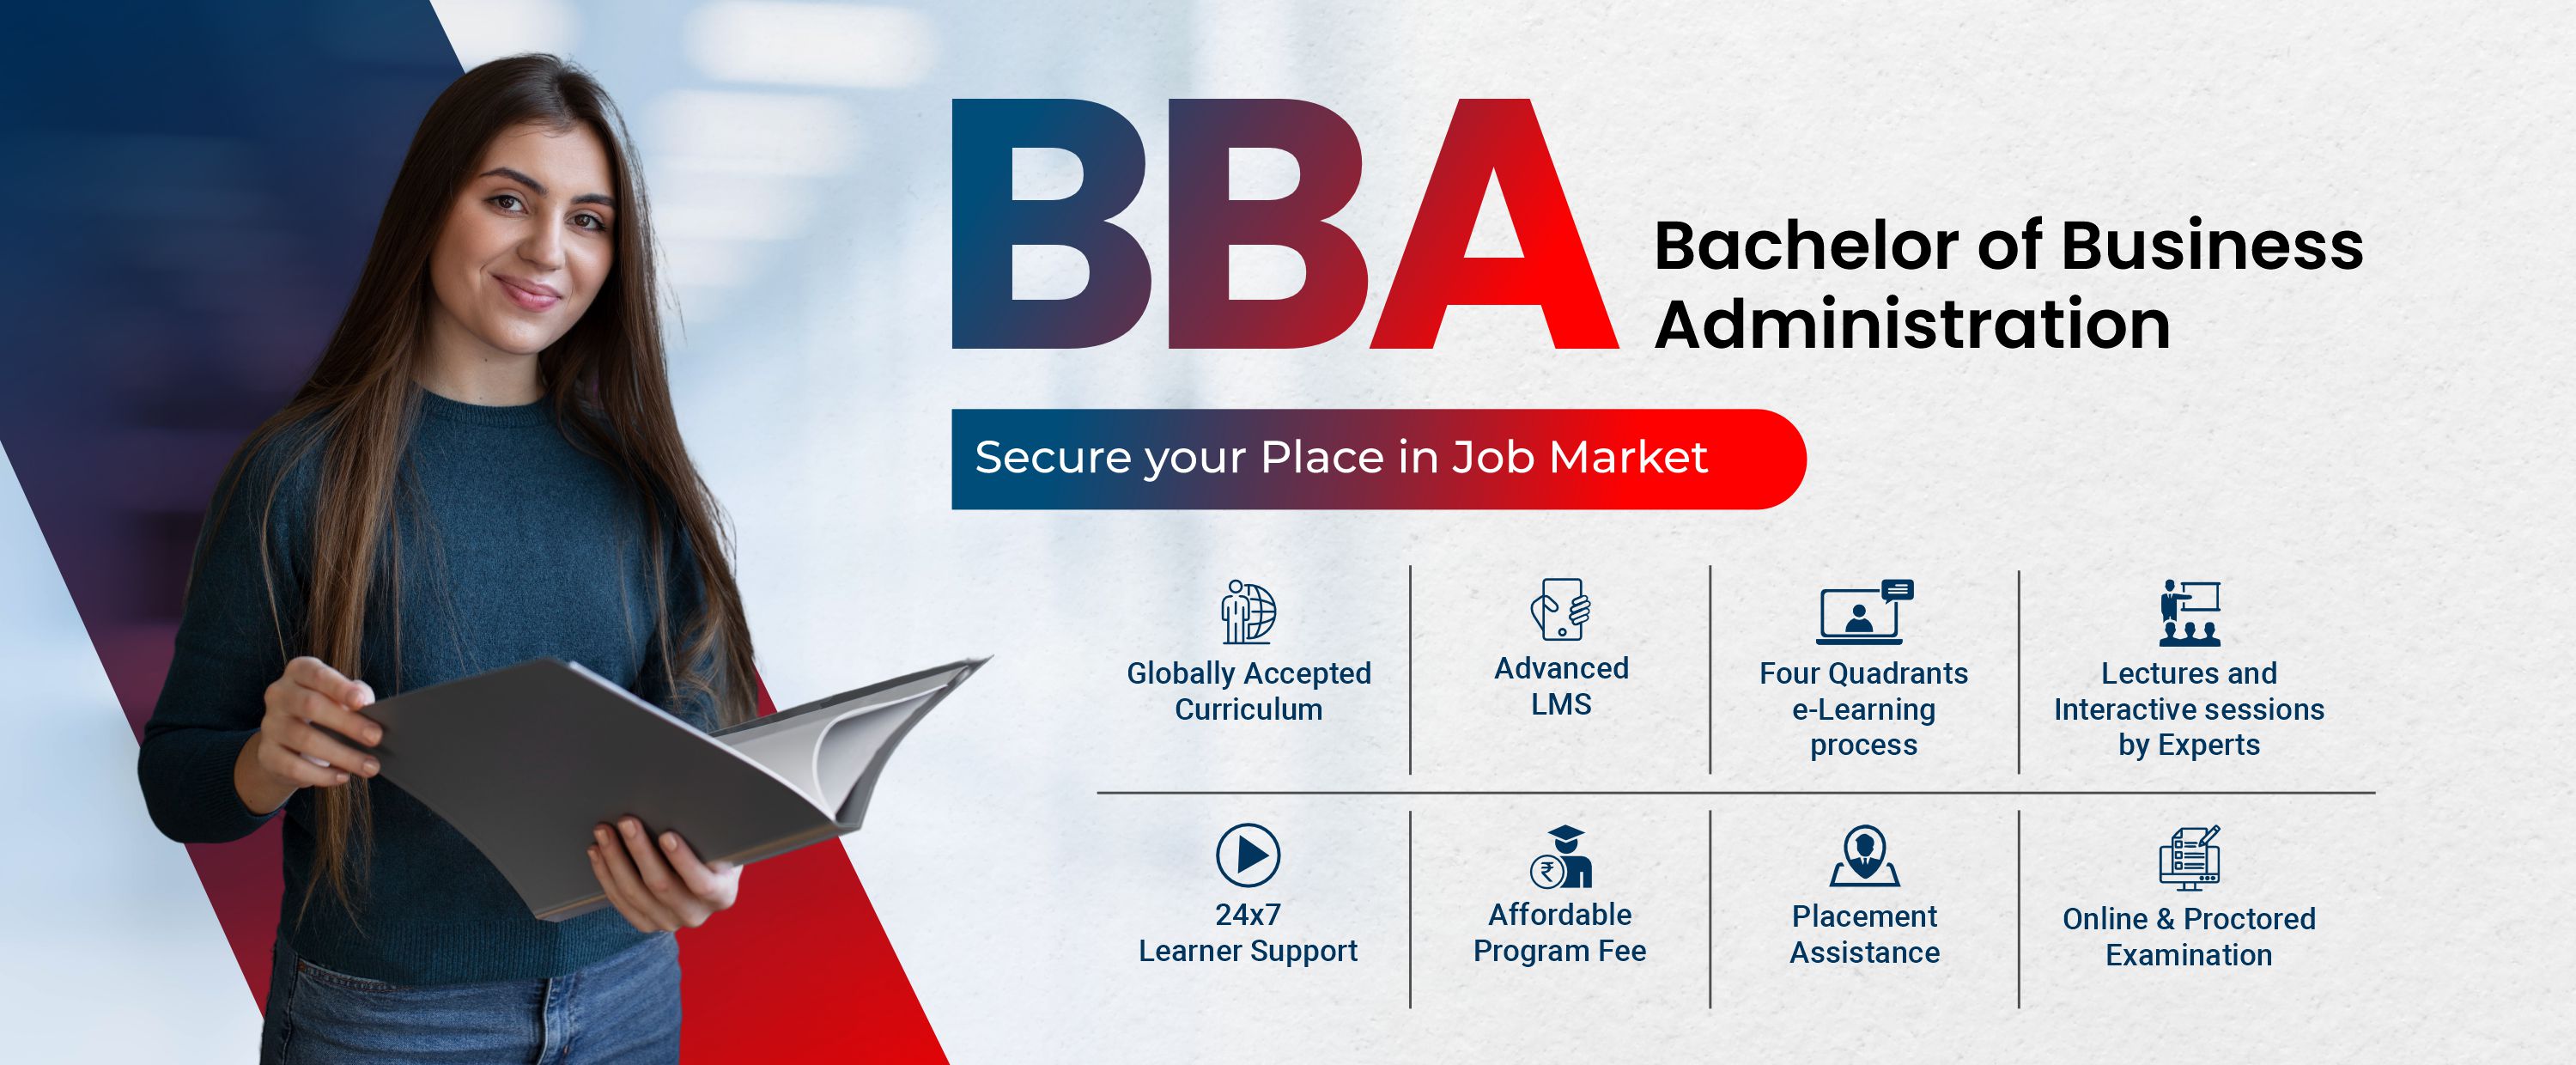 BBA
Bachelor of Business
Administration
Secure your Place in Job Market
Globally Accepted
Curriculum
Advanced
LMS
Four Quadrants
e-Learning
process
Lectures and
Interactive sessions
by Experts
24x7
Learner Support
₹
Affordable
Program Fee
Placement
Assistance
Online & Proctored
Examination